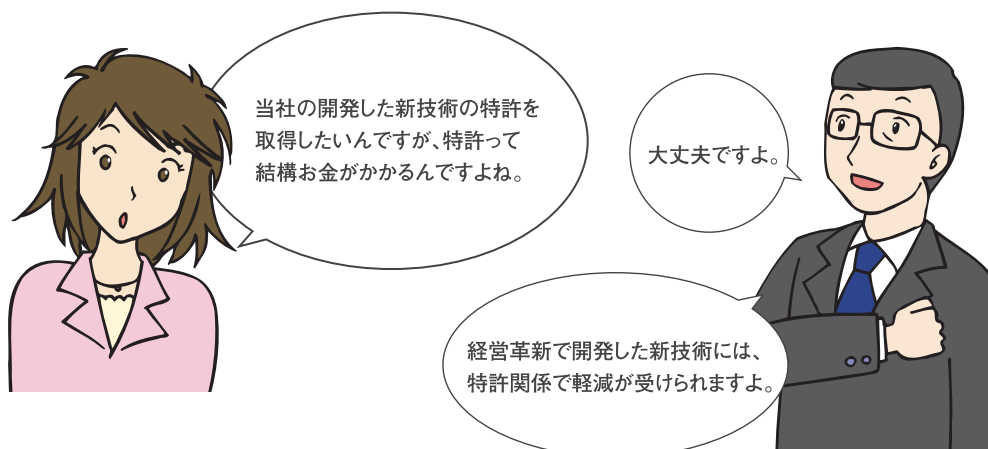 当社の開発した新技術の特許を
取得したいんですが、特許って
結構お金がかかるんですよね。
大丈夫ですよ。
経営革新で開発した新技術には、
特許関係で軽減が受けられますよ。